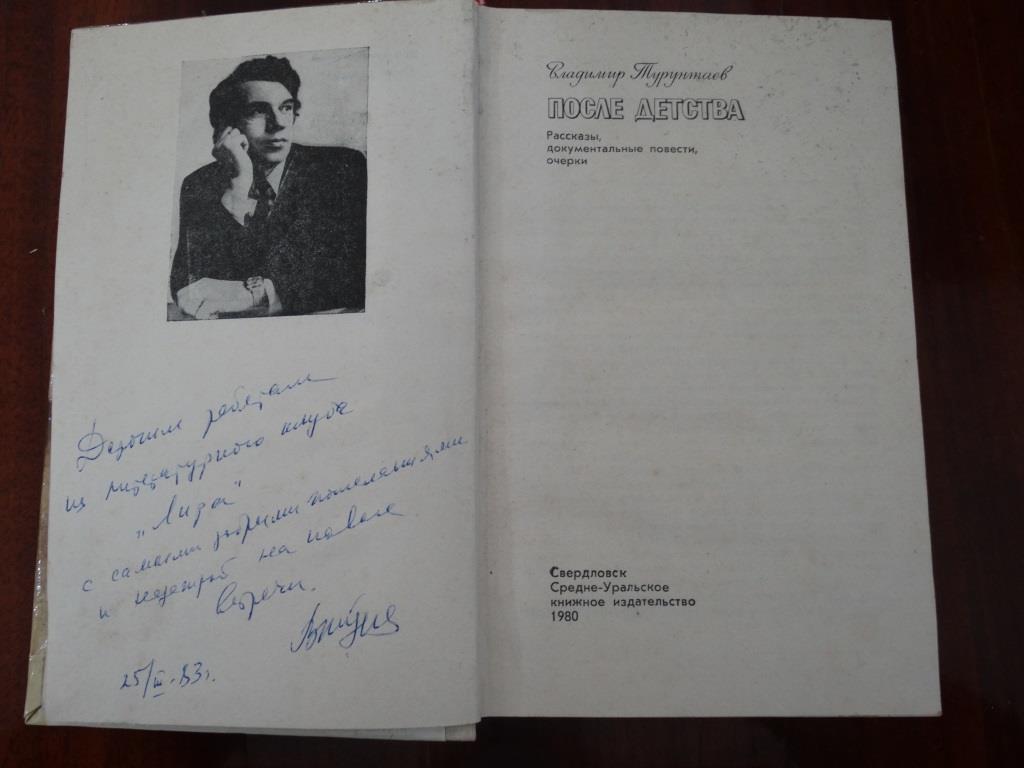 Дорогим ребятам
из литературного клуба
"Лира"
с самыми добрыми пожеланиями
и надеждой на новые
встречи.
25/III-83г.
Владимир Турунтаев
ПОСЛЕ ДЕТСТВА
Рассказы,
документальные повести,
очерки
Свердловск
Средне-Уральское
книжное издательство
1980